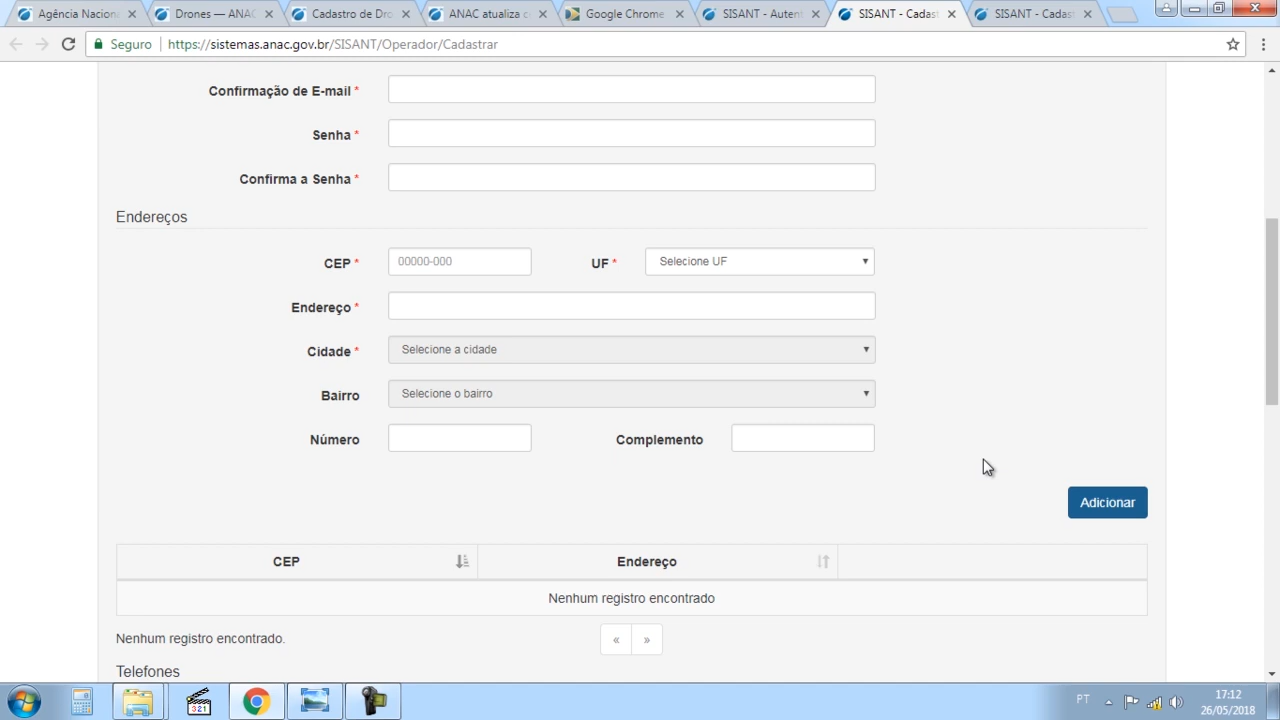 Agência Nacion
Drones — ANAC
Cadastro de Dro
ANAC atualiza c
Google Chrome
SISANT - Autent
SISANT - Cadast
SISANT - Cadast
Seguro https://sistemas.anac.gov.br/SISANT/Operador/Cadastrar
Confirmação de E-mail *
Senha *
Confirma a Senha *
Endereços
CEP * 00000-000 UF * Selecione UF
Endereço *
Cidade * Selecione a cidade
Bairro Selecione o bairro
Número Complemento
Adicionar
CEP Endereço
Nenhum registro encontrado
Nenhum registro encontrado. « »
Telefones
321
PT 17:12
26/05/2018